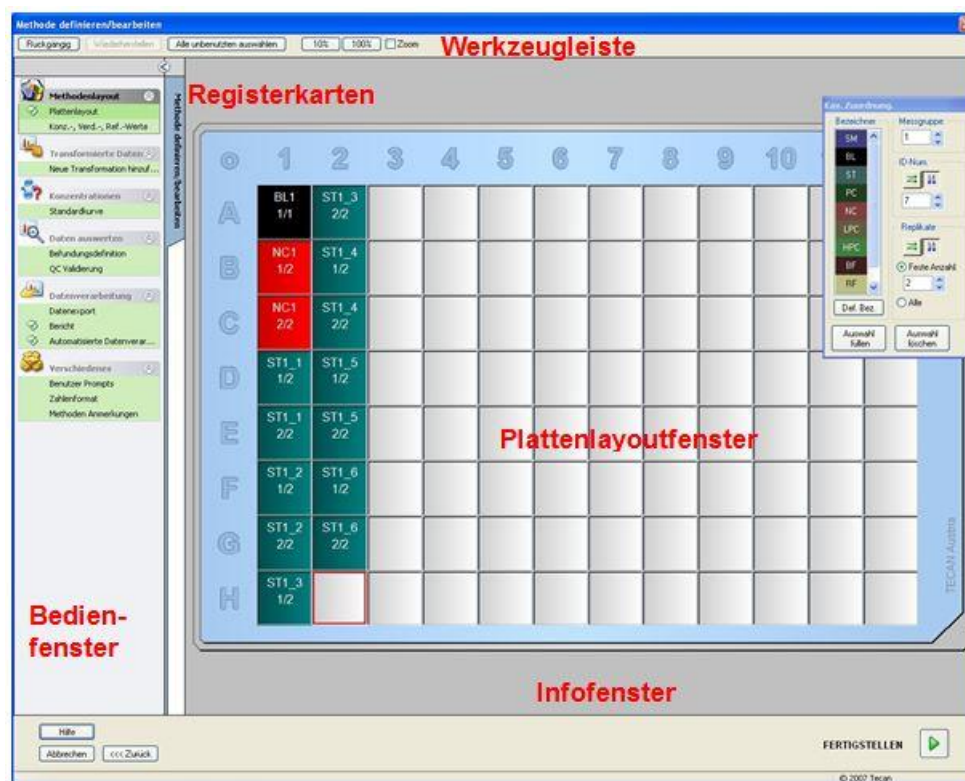 Methode definieren/bearbeiten
Rückgängig Wiederherstellen Alle unbenutzten auswählen 10% 100% Zoom
Werkzeugleiste
Registerkarten
Methode definieren/bearbeiten
Methodenlayout
Plattenlayout
Konz.-, Verd.-, Ref.-Werte
Transformierte Daten
Neue Transformation hinzuf...
Konzentrationen
Standardkurve
Daten auswerten
Befundungsdefinition
QC Validierung
Datenverarbeitung
Datenexport
Bericht
Automatisierte Datenverar...
Verschiedenes
Benutzer Prompts
Zahlenformat
Methoden Anmerkungen
Bedien-
fenster
1 2 3 4 5 6 7 8 9 10
A BL1 ST1_3
1/1 2/2
B NC1 ST1_4
1/2 1/2
C NC1 ST1_4
2/2 2/2
D ST1_1 ST1_5
1/2 1/2
E ST1_1 ST1_5
2/2 2/2
F ST1_2 ST1_6
1/2 1/2
G ST1_2 ST1_6
2/2 2/2
H ST1_3
1/2
Plattenlayoutfenster
TECAN Austria
Kav. Zuordnung
Bezeichner
SM
BL
ST
PC
NC
LPC
HPC
BF
RF
Def. Bez.
Messgruppe
1
ID-Num.
7
Replikate
Feste Anzahl
2
Alle
Auswahl
füllen
Auswahl
löschen
Infofenster
Hilfe
Abbrechen <<< Zurück
FERTIGSTELLEN
© 2007 Tecan